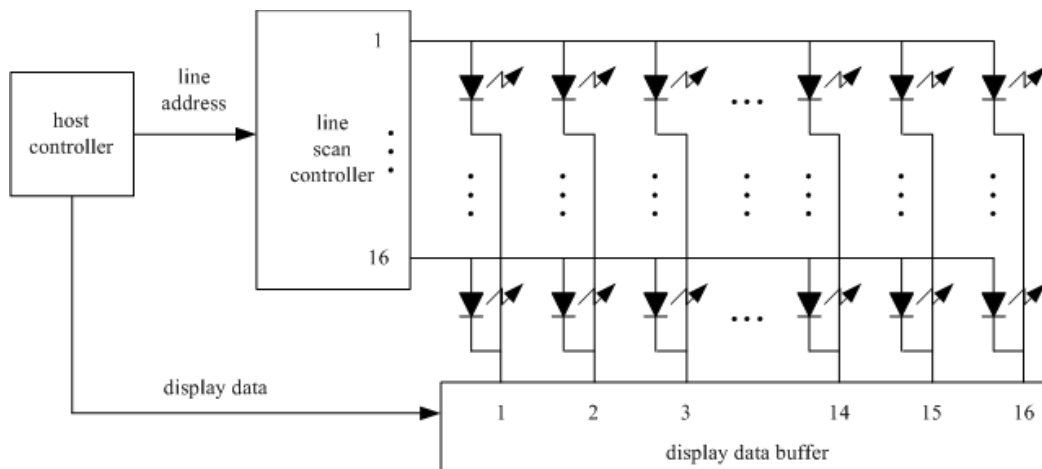 1
line
address
host
controller
line
scan
controller
16
display data
1 2 3 14 15 16
display data buffer